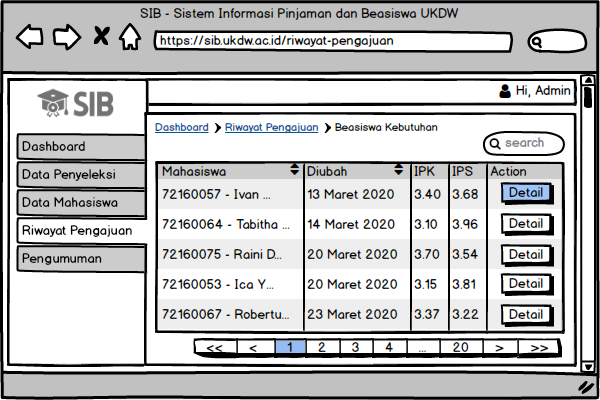 SIB - Sistem Informasi Pinjaman dan Beasiswa UKDW
https://sib.ukdw.ac.id/riwayat-pengajuan
SIB
Hi, Admin
Dashboard
Data Penyeleksi
Data Mahasiswa
Riwayat Pengajuan
Pengumuman
Dashboard Riwayat Pengajuan Beasiswa Kebutuhan
search
Mahasiswa Diubah IPK IPS Action
72160057 - Ivan ... 13 Maret 2020 3.40 3.68 Detail
72160064 - Tabitha ... 14 Maret 2020 3.10 3.96 Detail
72160075 - Raini D... 20 Maret 2020 3.70 3.54 Detail
72160053 - Ica Y... 20 Maret 2020 3.15 3.81 Detail
72160067 - Robertu... 23 Maret 2020 3.37 3.22 Detail
<< < 1 2 3 4 ... 20 > >>